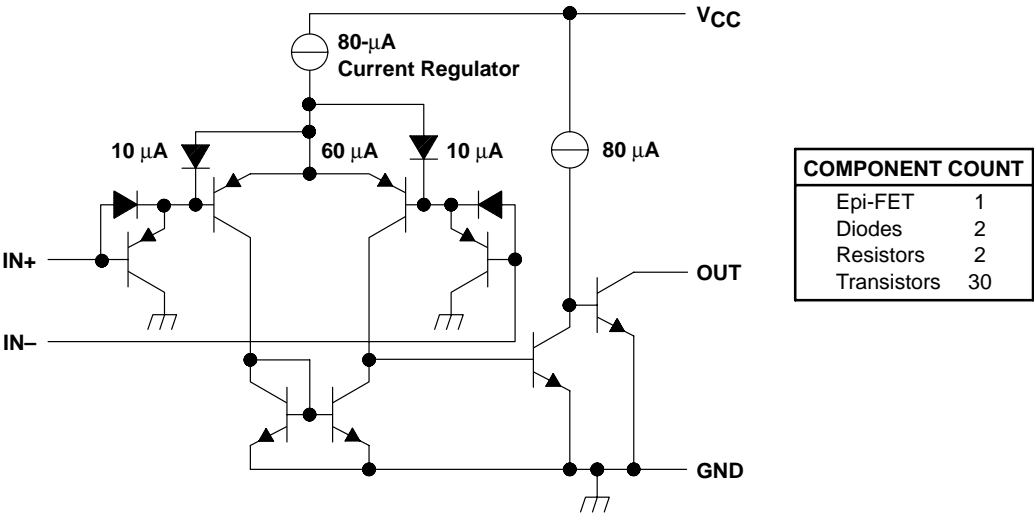 VCC
80-µA
Current Regulator
10 µA
60 µA
10 µA
80 µA
IN+
OUT
IN–
GND
COMPONENT COUNT
Epi-FET 1
Diodes 2
Resistors 2
Transistors 30